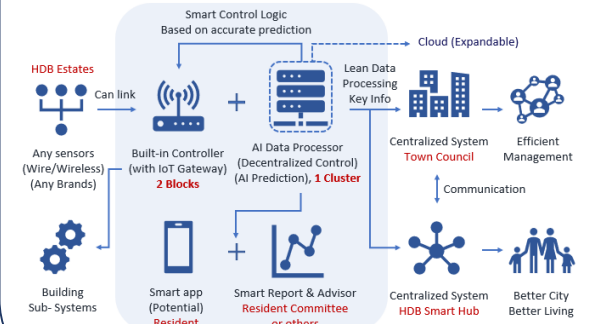 Smart Control Logic
Based on accurate prediction
Cloud (Expandable)
HDB Estates
Can link
Lean Data
Processing
Key Info
Any sensors
(Wire/Wireless)
(Any Brands)
Built-in Controller
(with IoT Gateway)
2 Blocks
AI Data Processor
(Decentralized Control)
(AI Prediction), 1 Cluster
Centralized System
Town Council
Efficient
Management
Communication
Building
Sub- Systems
Smart app
(Potential)
Resident
Smart Report & Advisor
Resident Committee
or others
Centralized System
HDB Smart Hub
Better City
Better Living